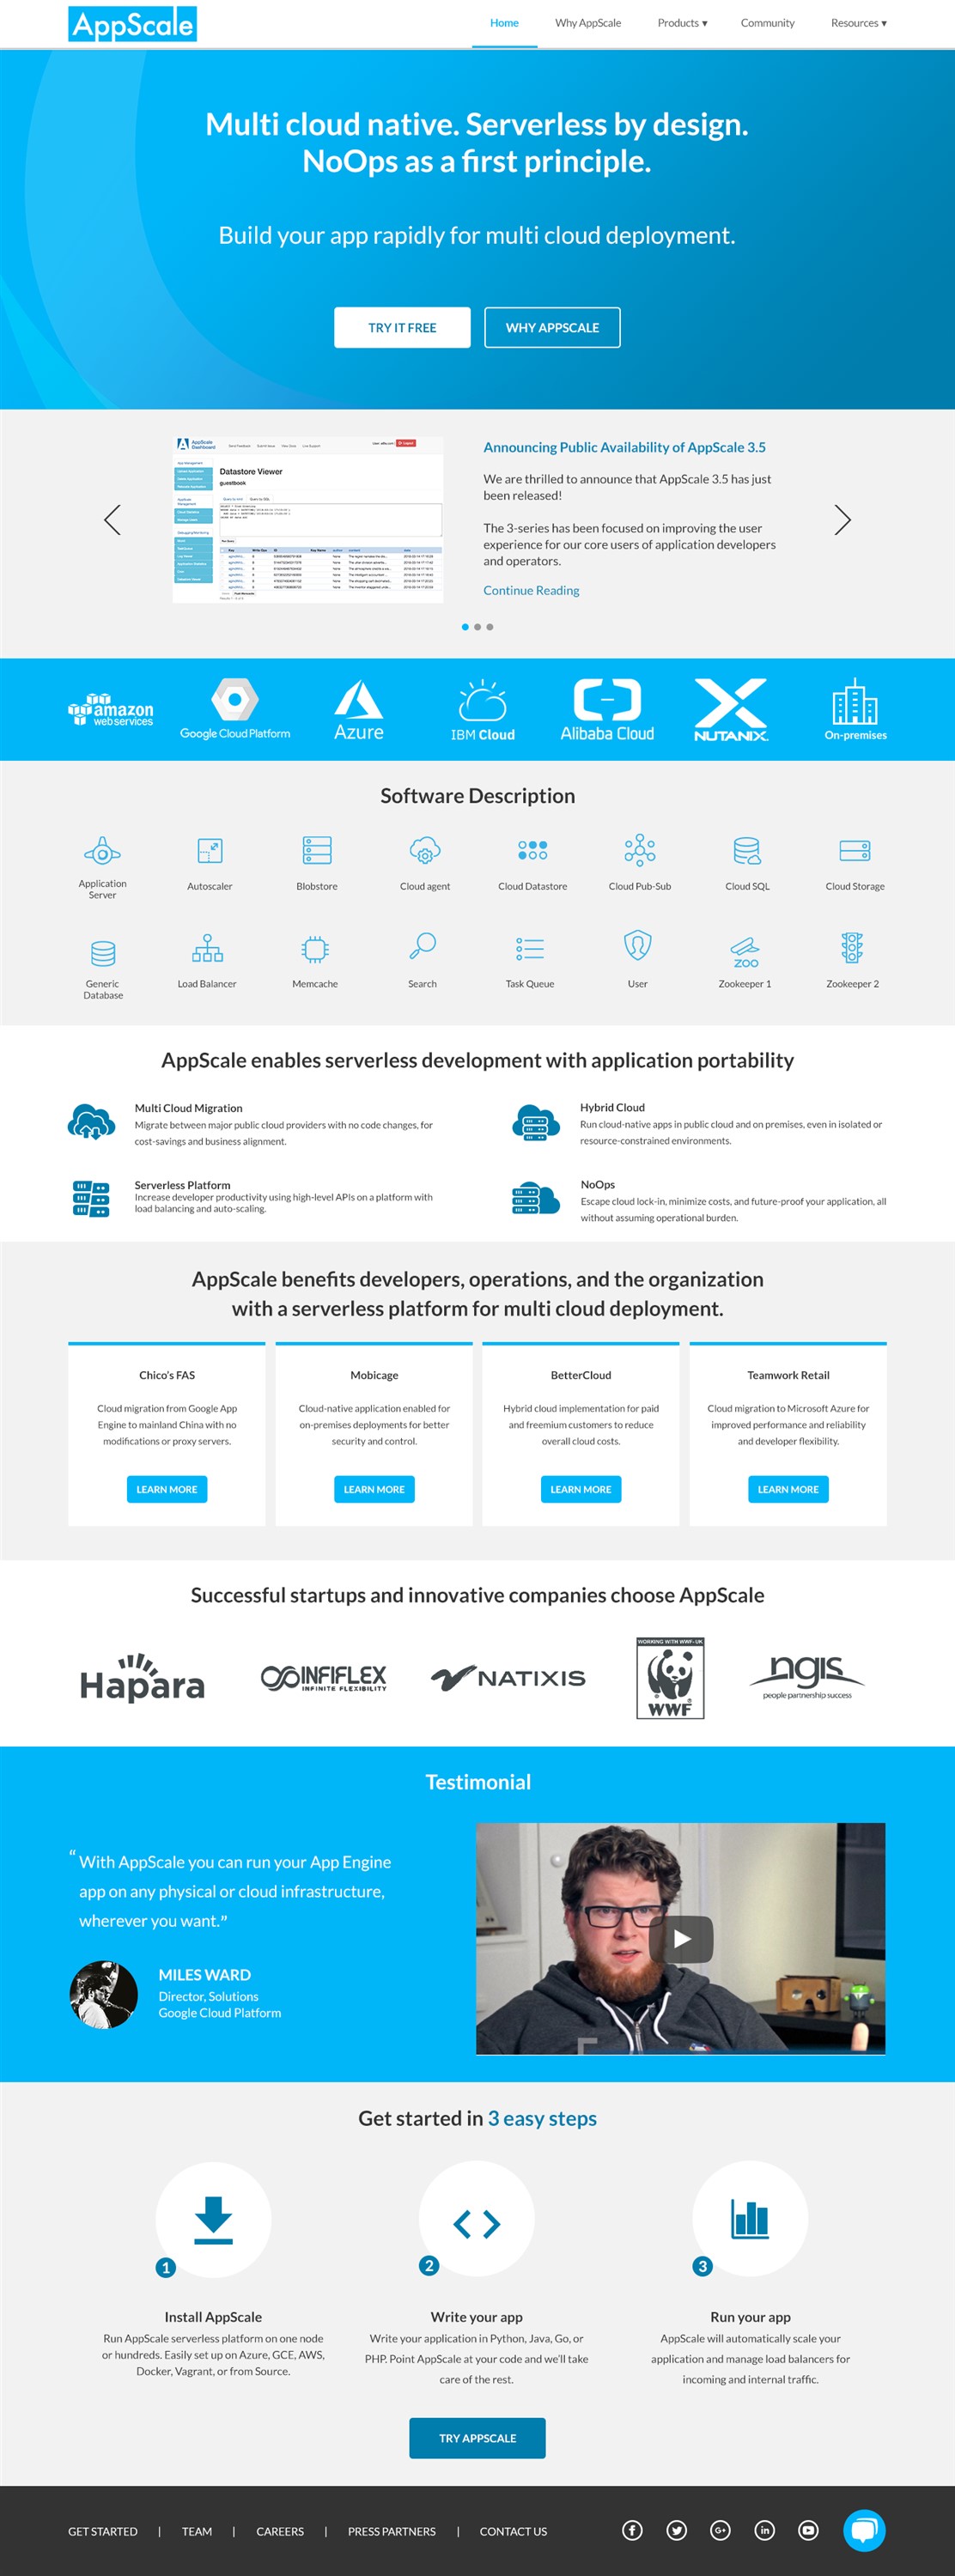 AppScale
Home
Why AppScale
Products ▾
Community
Resources ▾
Multi cloud native. Serverless by design.
NoOps as a first principle.
Build your app rapidly for multi cloud deployment.
TRY IT FREE
WHY APPSCALE
AppScale
Dashboard
Datastore Viewer
guestbook
Announcing Public Availability of AppScale 3.5
We are thrilled to announce that AppScale 3.5 has just
been released!
The 3-series has been focused on improving the user
experience for our core users of application developers
and operators.
Continue Reading
amazon
webservices
Google Cloud Platform
Azure
IBM Cloud
Alibaba Cloud
NUTANIX
On-premises
Software Description
Application
Server
Autoscaler
Blobstore
Cloud agent
Cloud Datastore
Cloud Pub-Sub
Cloud SQL
Cloud Storage
Generic
Database
Load Balancer
Memcache
Search
Task Queue
User
ZOO
Zookeeper 1
Zookeeper 2
AppScale enables serverless development with application portability
Multi Cloud Migration
Migrate between major public cloud providers with no code changes, for
cost-savings and business alignment.
Hybrid Cloud
Run cloud-native apps in public cloud and on premises, even in isolated or
resource-constrained environments.
Serverless Platform
Increase developer productivity using high-level APIs on a platform with
load balancing and auto-scaling.
NoOps
Escape cloud lock-in, minimize costs, and future-proof your application, all
without assuming operational burden.
AppScale benefits developers, operations, and the organization
with a serverless platform for multi cloud deployment.
Chico's FAS
Cloud migration from Google App
Engine to mainland China with no
modifications or proxy servers.
LEARN MORE
Mobicage
Cloud-native application enabled for
on-premises deployments for better
security and control.
LEARN MORE
BetterCloud
Hybrid cloud implementation for paid
and freemium customers to reduce
overall cloud costs.
LEARN MORE
Teamwork Retail
Cloud migration to Microsoft Azure for
improved performance and reliability
and developer flexibility.
LEARN MORE
Successful startups and innovative companies choose AppScale
Hapara
INFIFLEX
INFINITE FLEXIBILITY
NATIXIS
WORKING WITH WWF-UK
WWF
ngis
people partnership success
Testimonial
“ With AppScale you can run your App Engine
app on any physical or cloud infrastructure,
wherever you want.”
MILES WARD
Director, Solutions
Google Cloud Platform
Get started in 3 easy steps
1
Install AppScale
Run AppScale serverless platform on one node
or hundreds. Easily set up on Azure, GCE, AWS,
Docker, Vagrant, or from Source.
2
Write your app
Write your application in Python, Java, Go, or
PHP. Point AppScale at your code and we'll take
care of the rest.
3
Run your app
AppScale will automatically scale your
application and manage load balancers for
incoming and internal traffic.
TRY APPSCALE
GET STARTED | TEAM | CAREERS | PRESS PARTNERS | CONTACT US